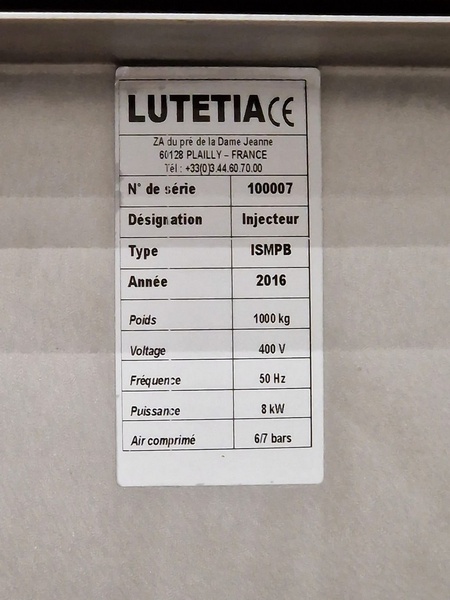 LUTETIA CE
ZA du pré de la Dame Jeanne
60128 PLAILLY – FRANCE
Tél : +33(0)3.44.60.70.00
N° de série 100007
Désignation Injecteur
Type ISMPB
Année 2016
Poids 1000 kg
Voltage 400 V
Fréquence 50 Hz
Puissance 8 kW
Air comprimé 6/7 bars